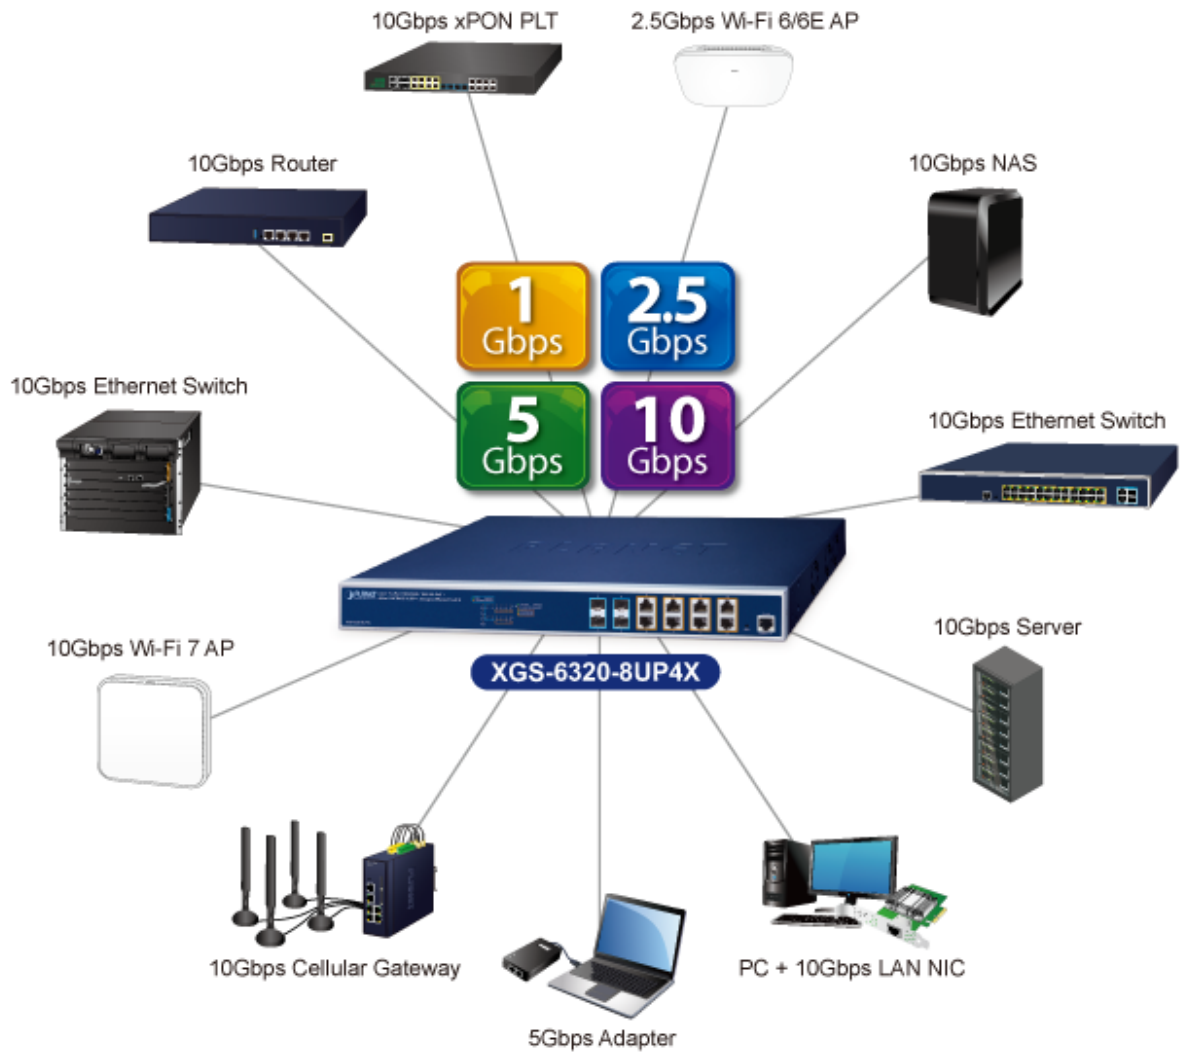 10Gbps xPON PLT
2.5Gbps Wi-Fi 6/6E AP
10Gbps Router
10Gbps NAS
1
Gbps
2.5
Gbps
5
Gbps
10
Gbps
10Gbps Ethernet Switch
10Gbps Ethernet Switch
PLANET
XGS-6320-8UP4X
10Gbps Wi-Fi 7 AP
10Gbps Server
10Gbps Cellular Gateway
PC + 10Gbps LAN NIC
5Gbps Adapter